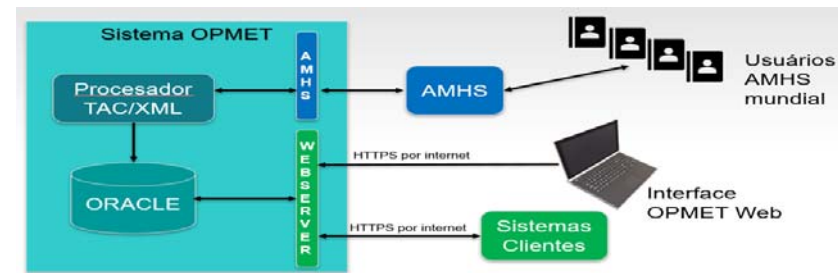 Sistema OPMET
AMHS
Procesador
TAC/XML
AMHS
Usuários
AMHS
mundial
WEBSERVER
HTTPS por internet
ORACLE
Interface
OPMET Web
HTTPS por internet
Sistemas
Clientes